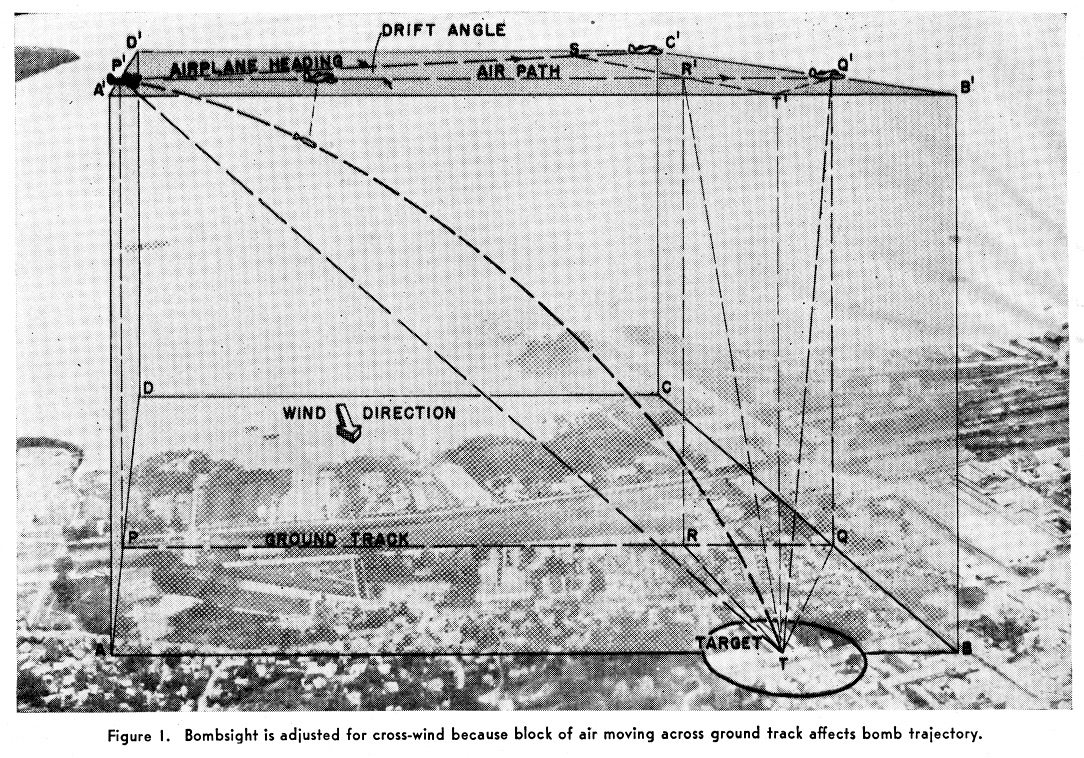 DRIFT ANGLE
D'
S
C'
P'
AIRPLANE HEADING
AIR PATH
R'
Q'
A'
T'
B'
D
C
WIND DIRECTION
P
GROUND TRACK
R
Q
A
TARGET
T
B
Figure 1. Bombsight is adjusted for cross-wind because block of air moving across ground track affects bomb trajectory.